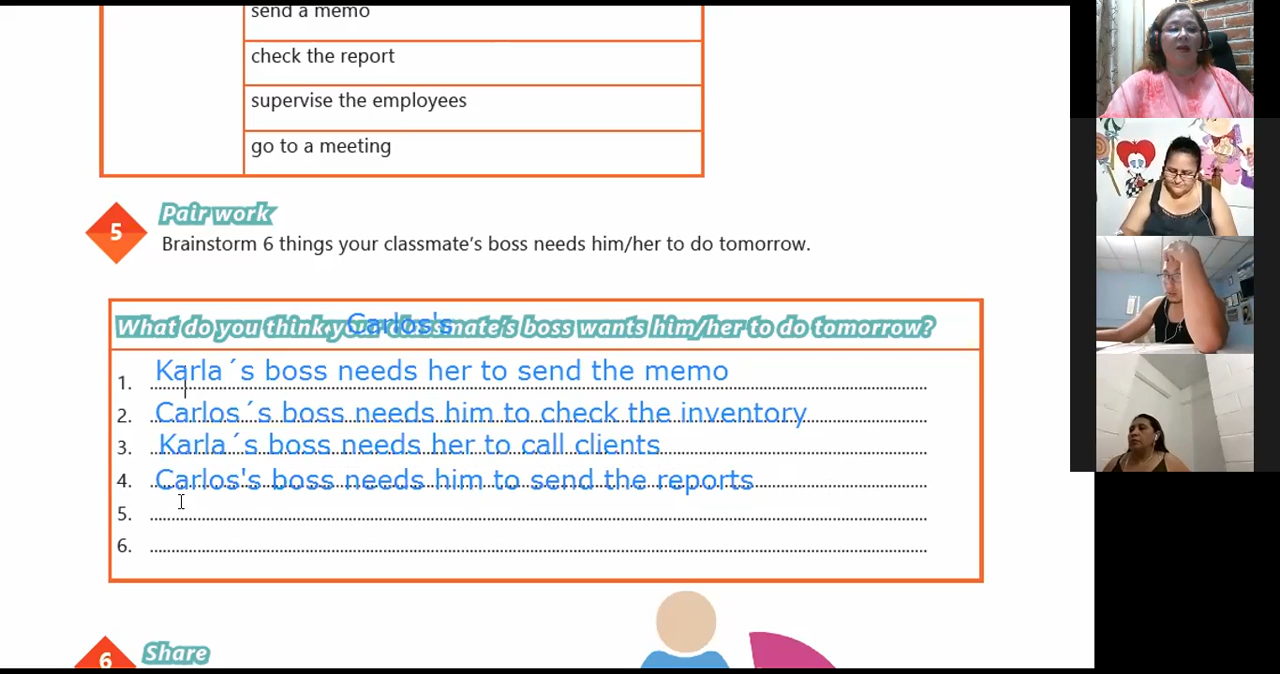 send a memo
check the report
supervise the employees
go to a meeting
5 Pair work
Brainstorm 6 things your classmate's boss needs him/her to do tomorrow.
Carlos's
What do you think your classmate's boss wants him/her to do tomorrow?
1. Karla´s boss needs her to send the memo
2. Carlos´s boss needs him to check the inventory
3. Karla´s boss needs her to call clients
4. Carlos's boss needs him to send the reports
5.
6.
6 Share